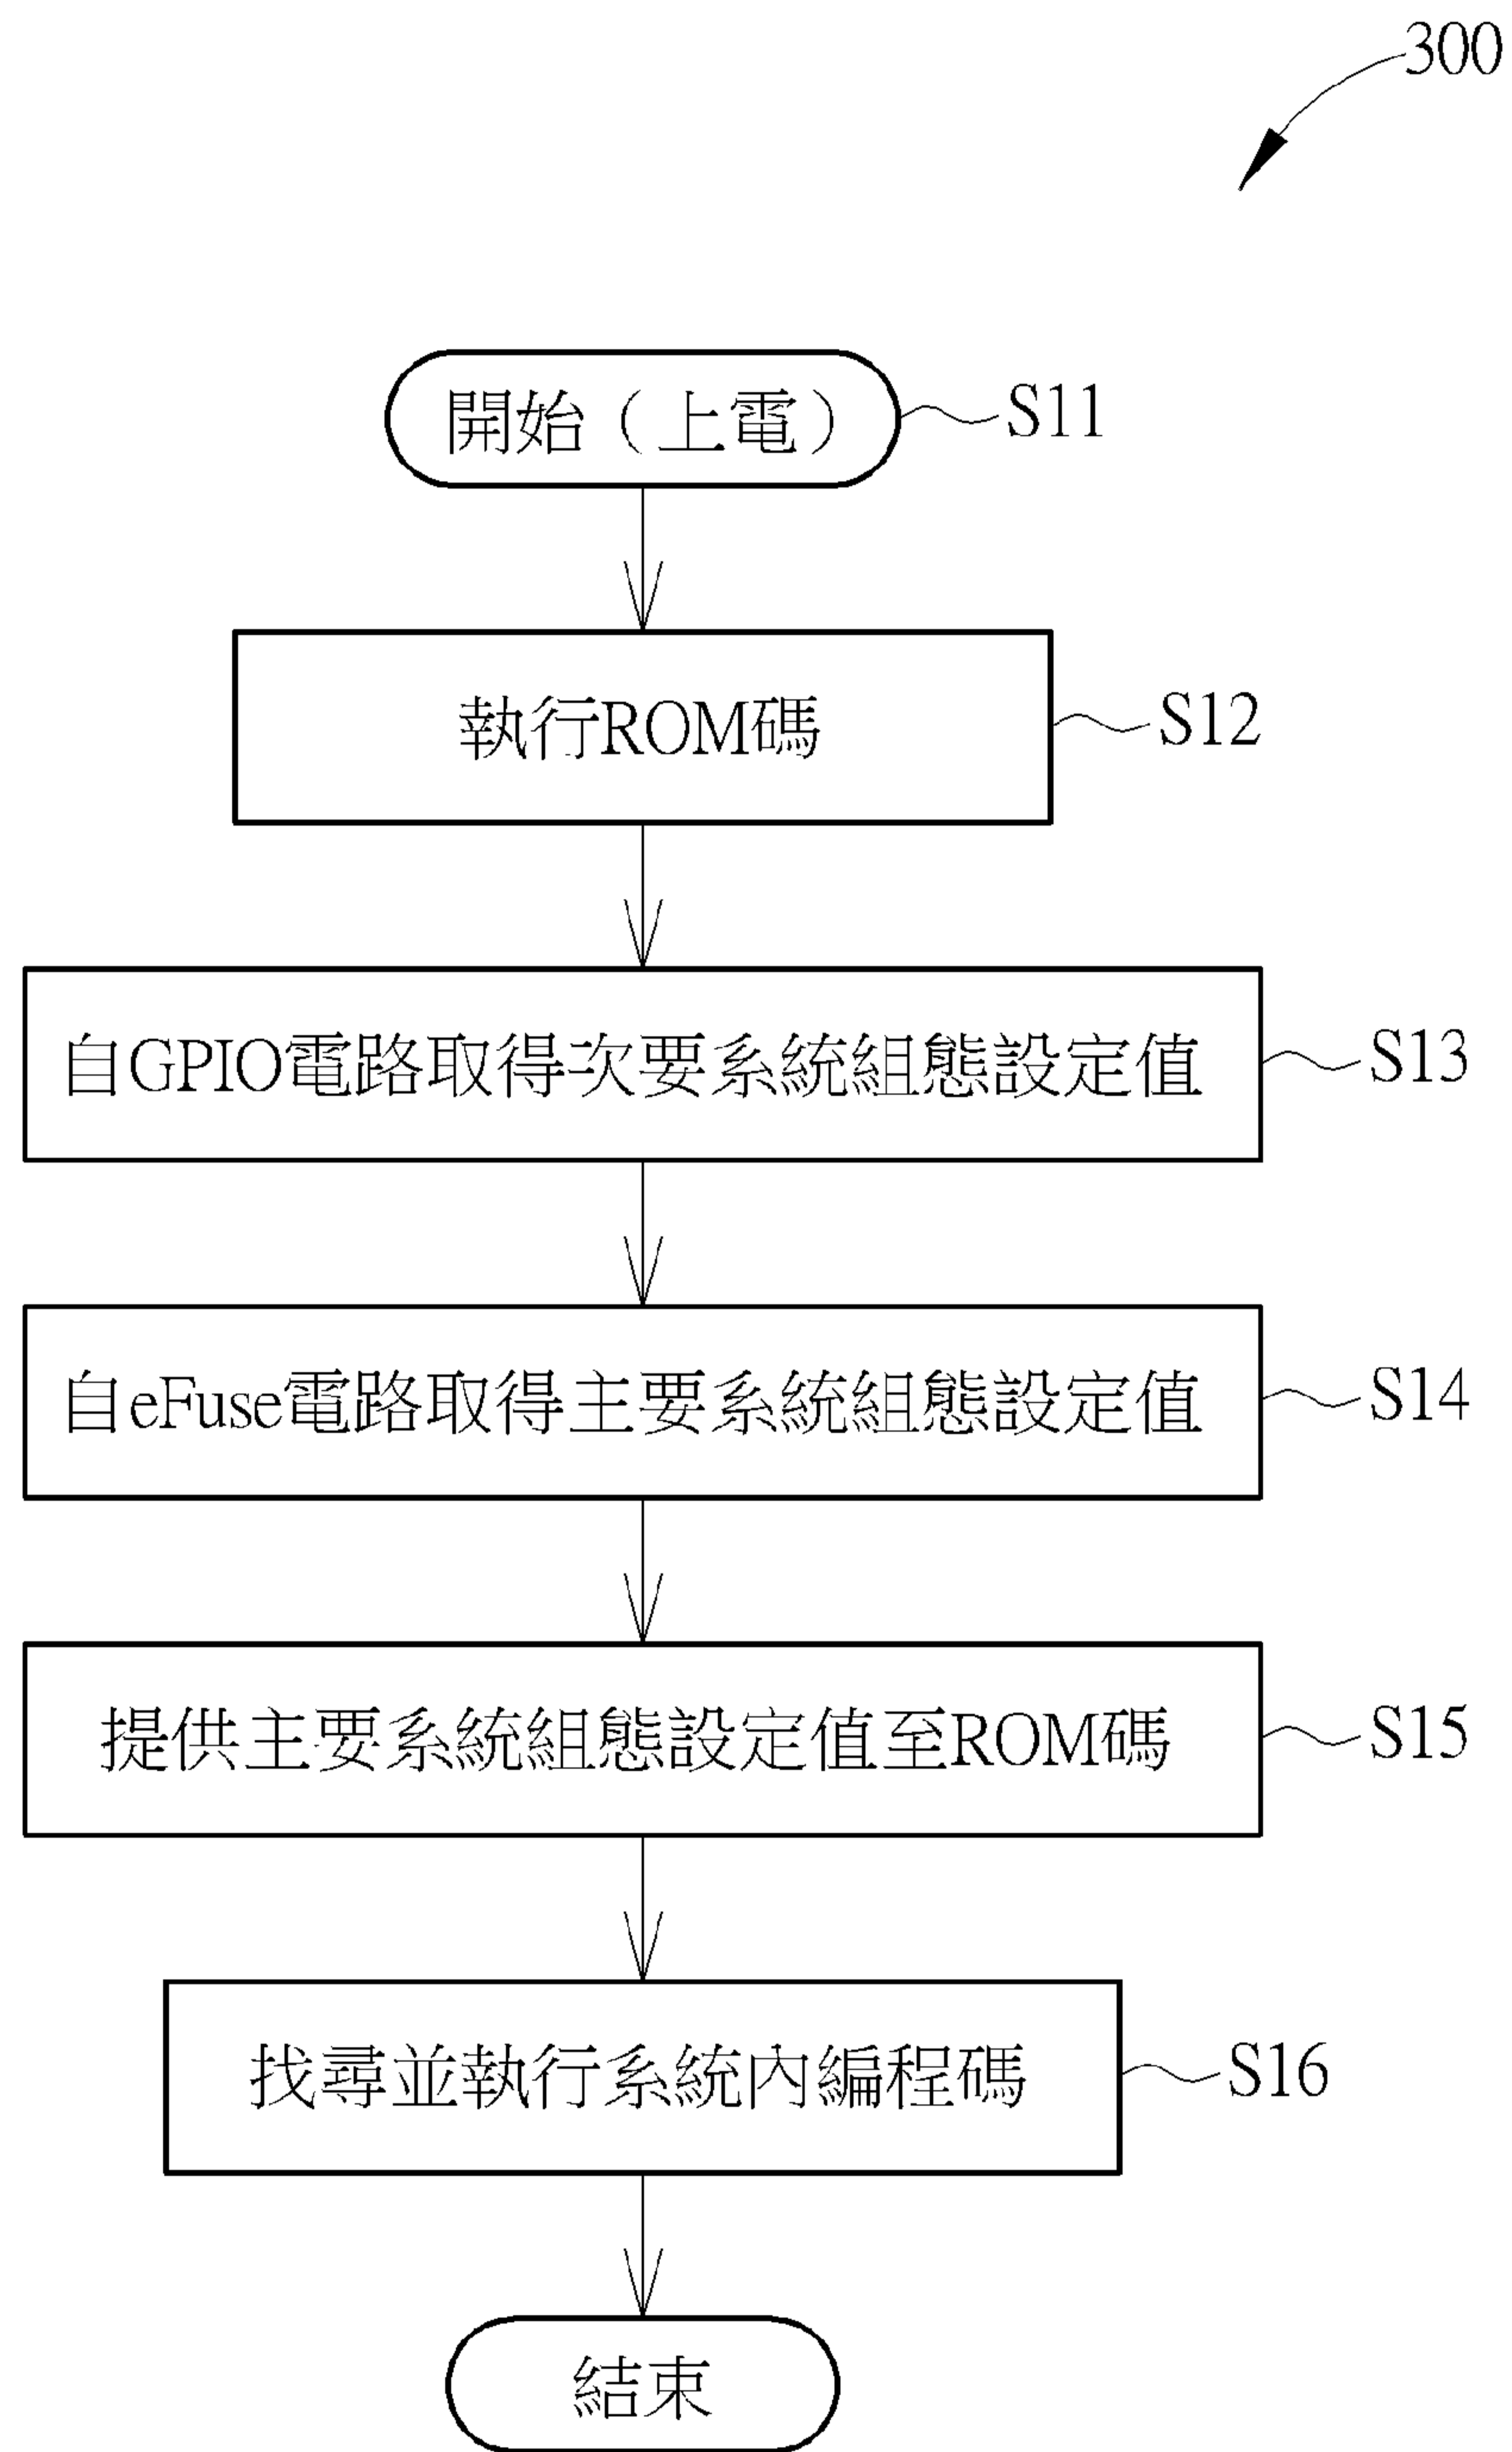 300
開始（上電） S11
執行ROM碼 S12
自GPIO電路取得次要系統組態設定值 S13
自eFuse電路取得主要系統組態設定值 S14
提供主要系統組態設定值至ROM碼 S15
找尋並執行系統內編程碼 S16
結束